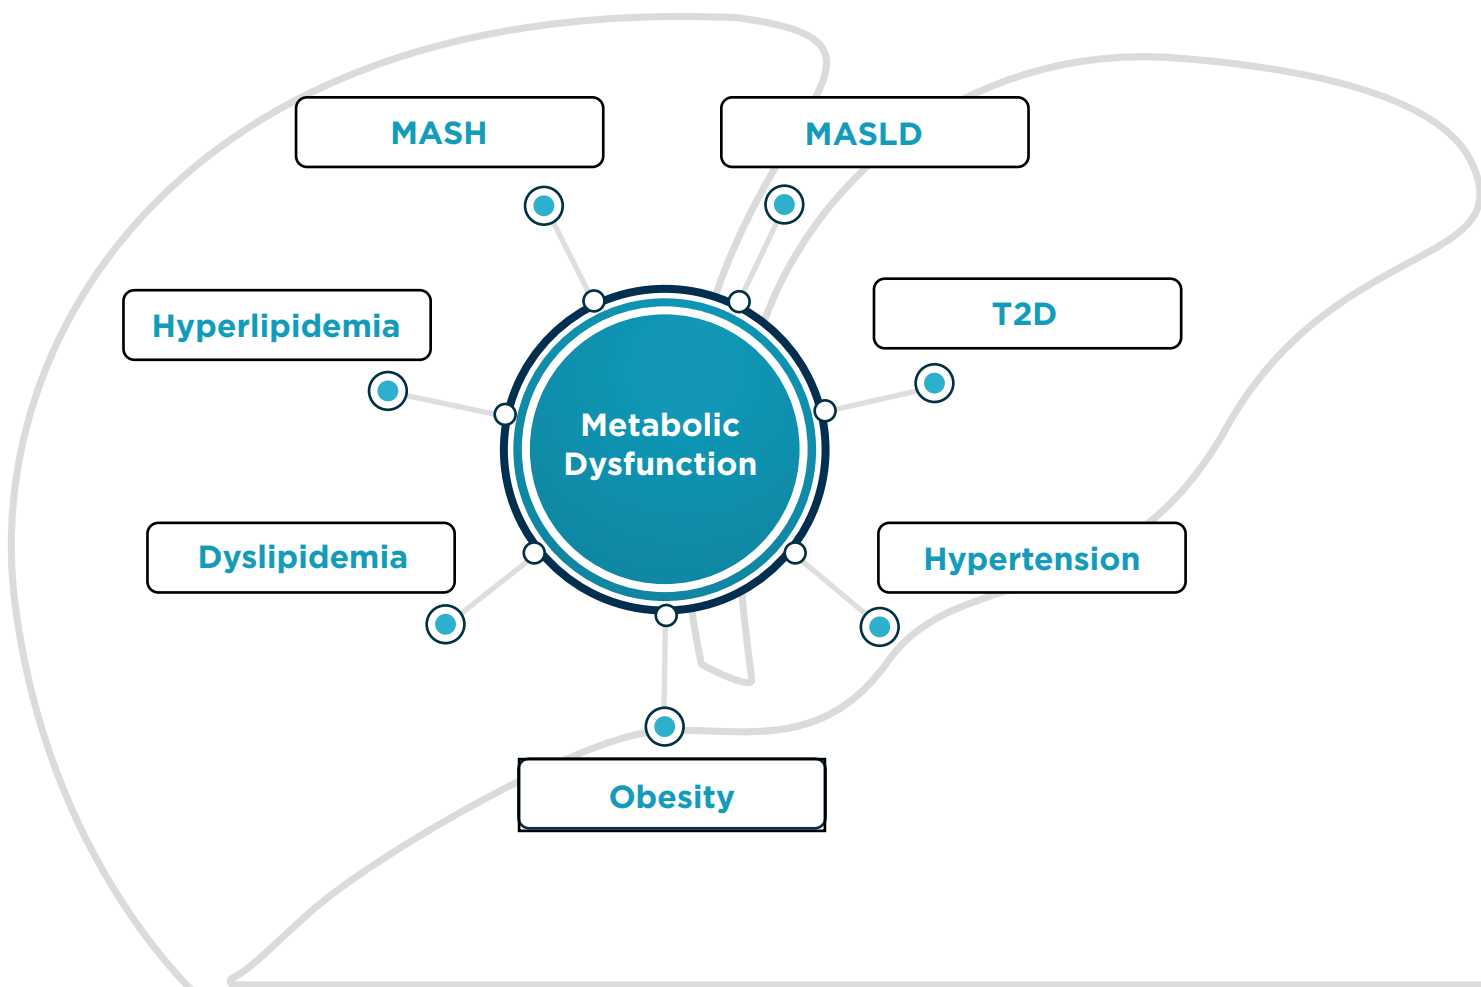 MASH
MASLD
Hyperlipidemia
T2D
Metabolic
Dysfunction
Dyslipidemia
Hypertension
Obesity